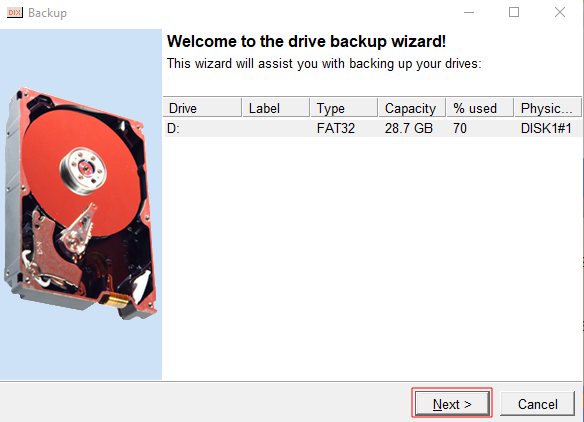 DIX Backup
Welcome to the drive backup wizard!
This wizard will assist you with backing up your drives:
Drive Label Type Capacity % used Physic...
D: FAT32 28.7 GB 70 DISK1#1
Next > Cancel